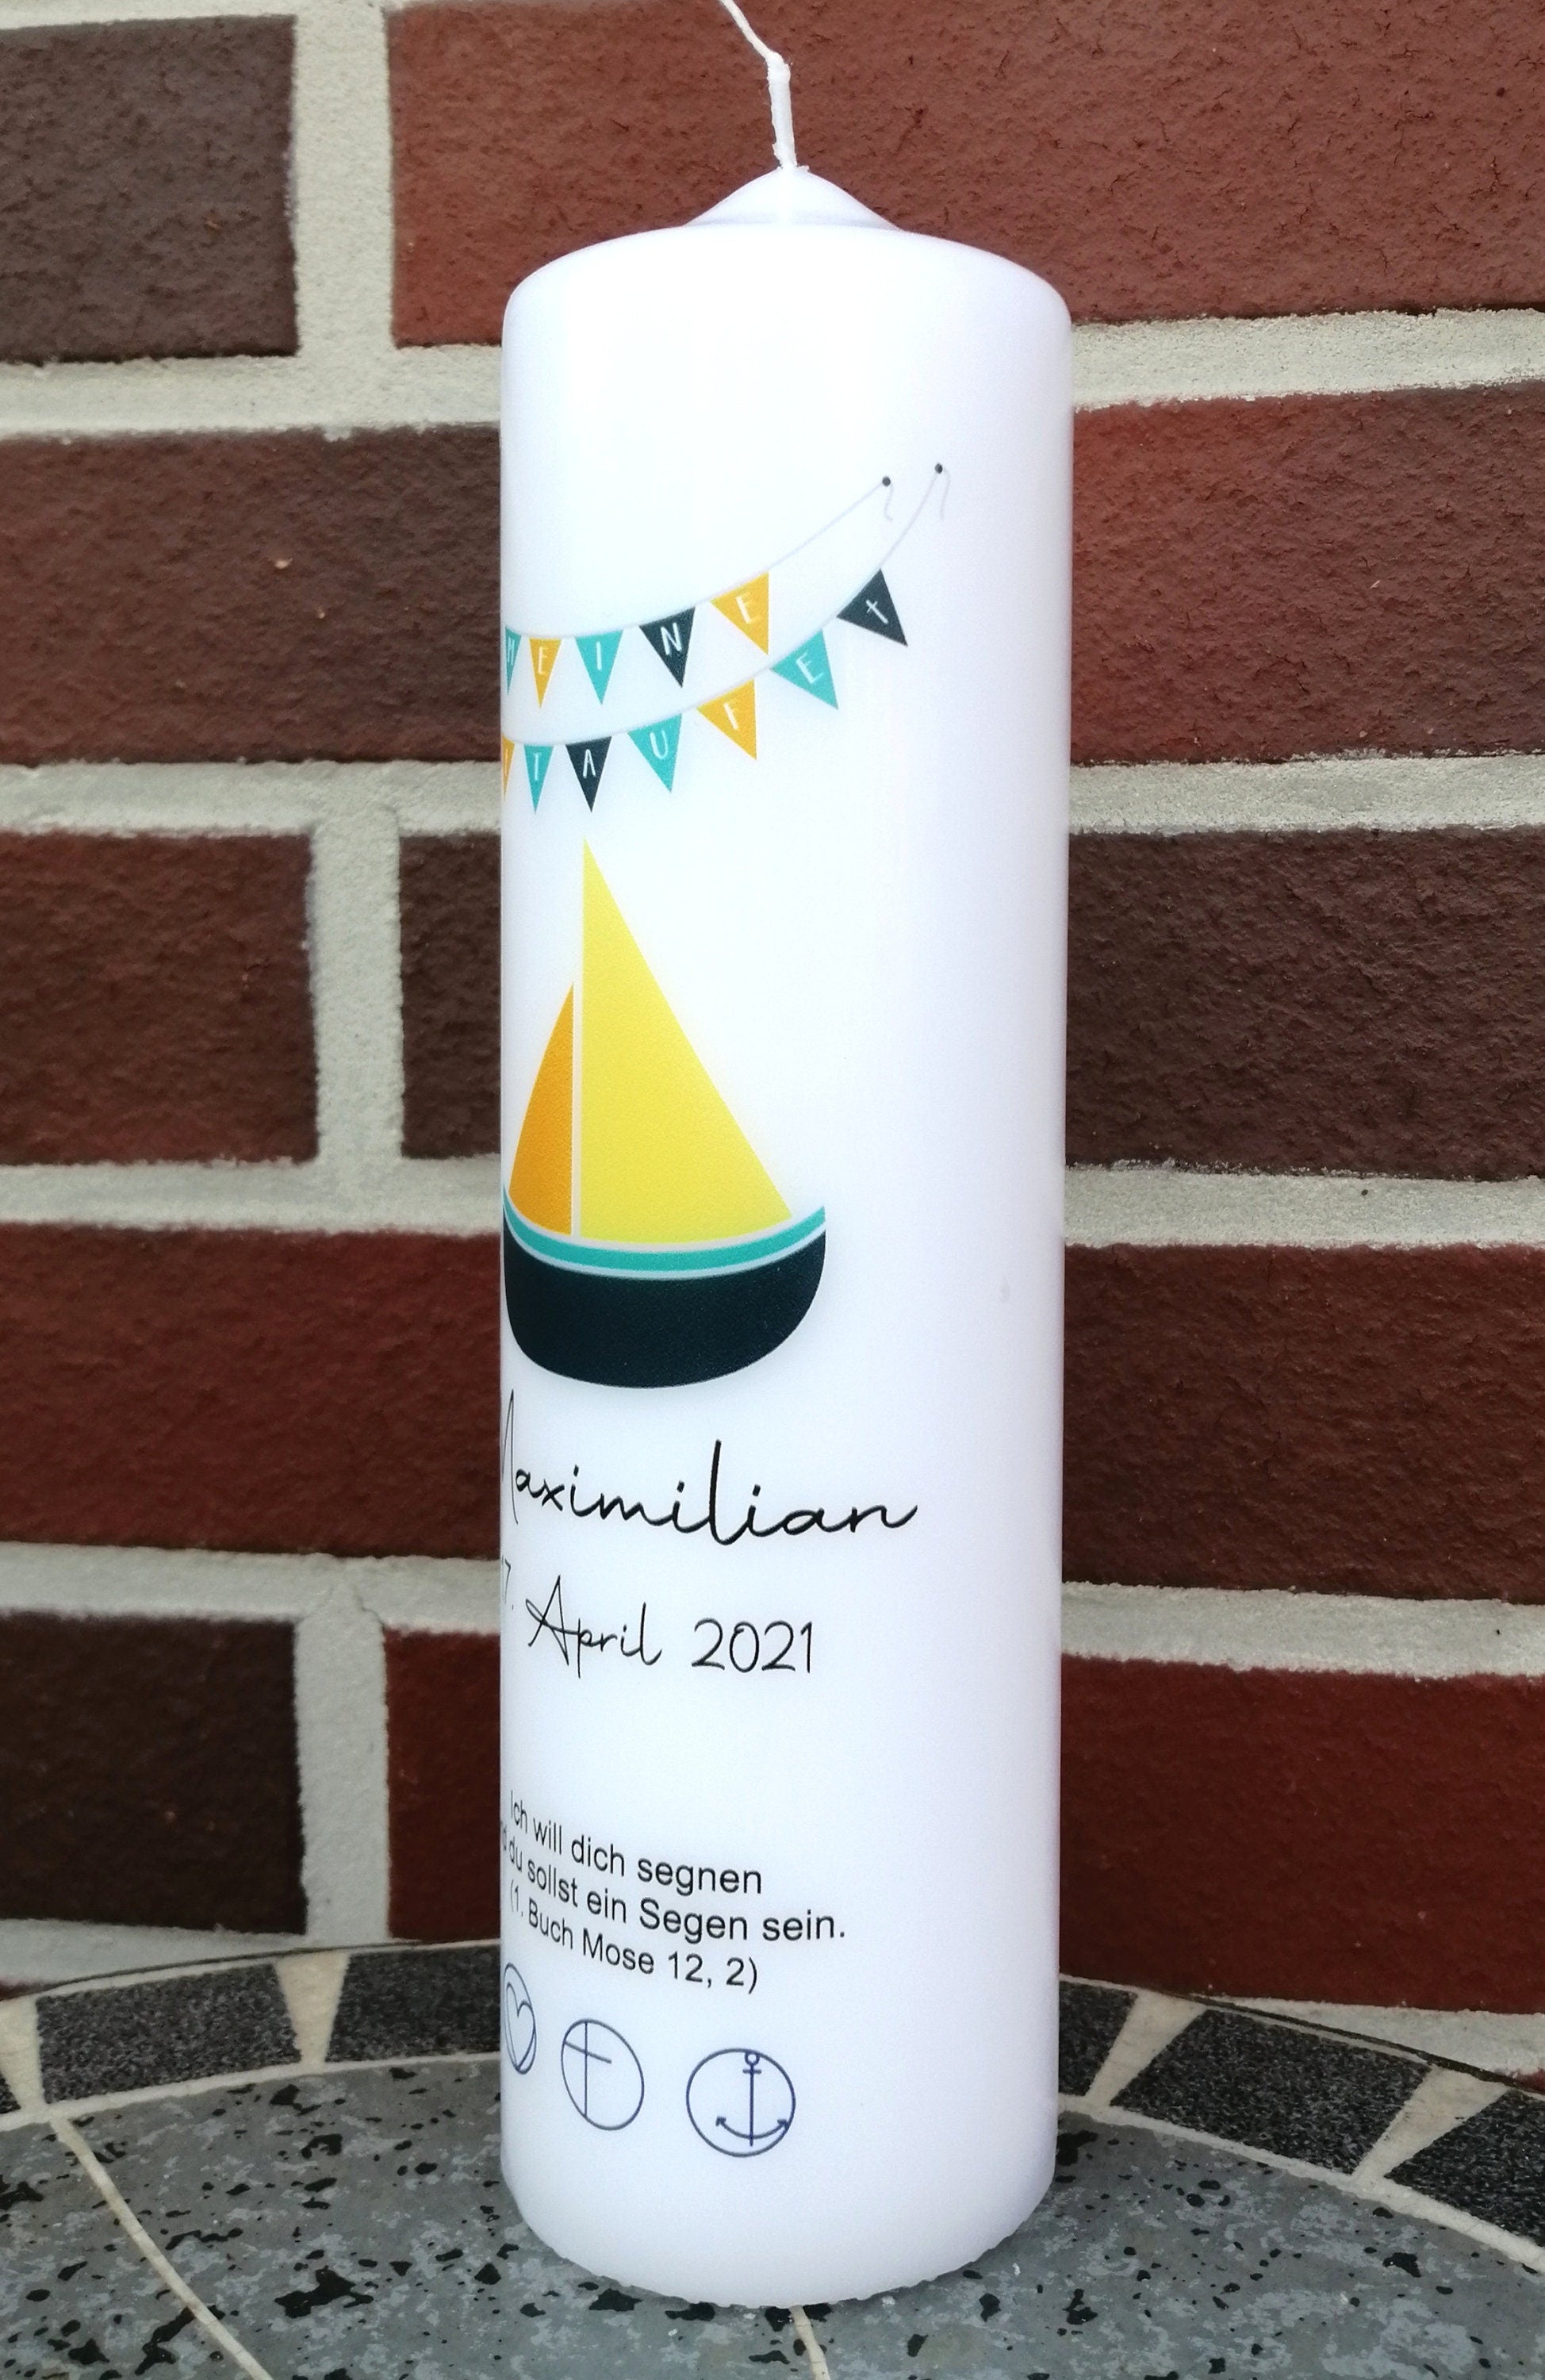 MEINE
TAUFE †
Maximilian
7. April 2021
Ich will dich segnen
du sollst ein Segen sein.
(1. Buch Mose 12, 2)